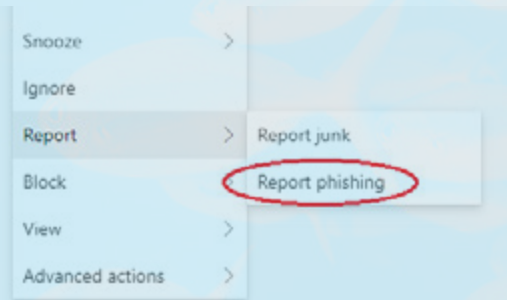 Snooze
Ignore
Report
Report junk
Block
Report phishing
View
Advanced actions